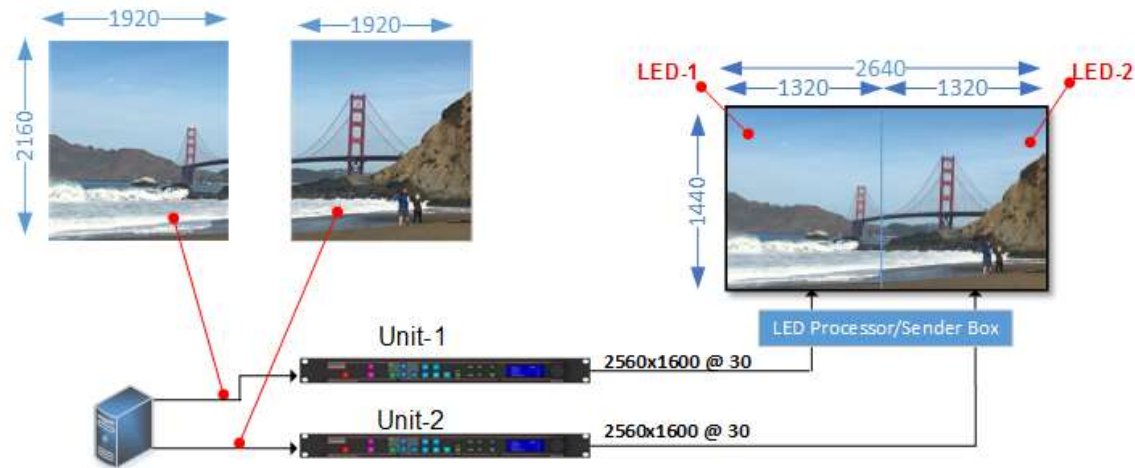 1920
1920
2160
LED-1
2640
LED-2
1320
1320
1440
LED Processor/Sender Box
Unit-1
2560x1600 @ 30
Unit-2
2560x1600 @ 30